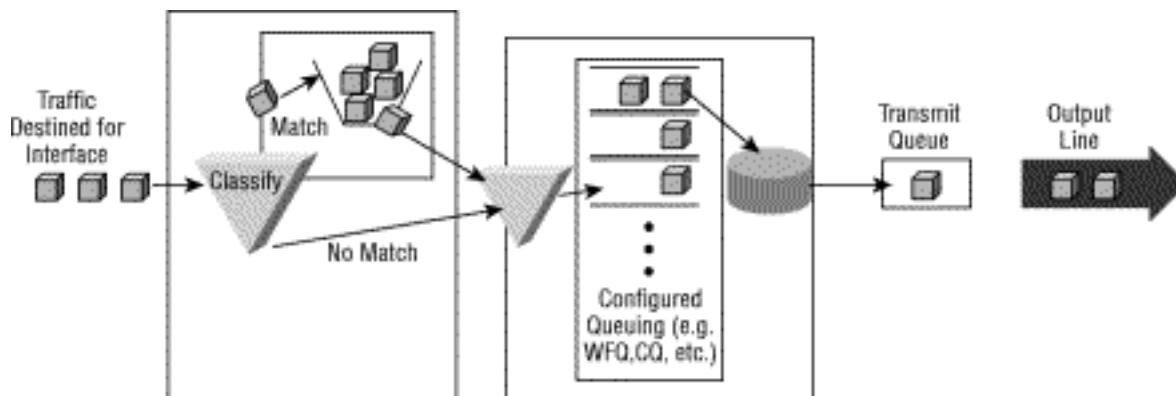 Traffic
Destined for
Interface
Match
Classify
No Match
Configured
Queuing (e.g.
WFQ,CQ, etc.)
Transmit
Queue
Output
Line